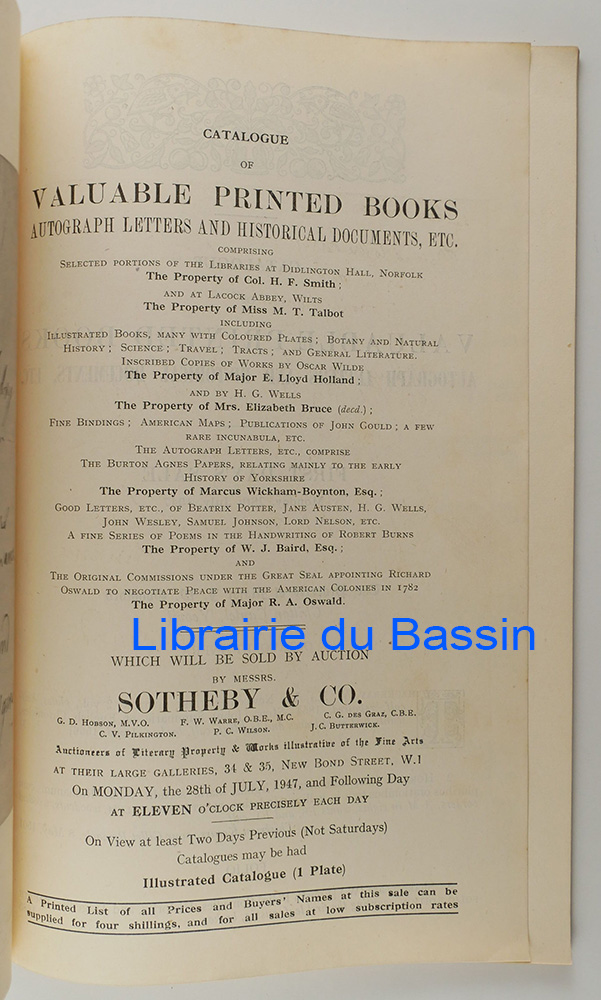 CATALOGUE
OF
VALUABLE PRINTED BOOKS
AUTOGRAPH LETTERS AND HISTORICAL DOCUMENTS, ETC.
COMPRISING
SELECTED PORTIONS OF THE LIBRARIES AT DIDLINGTON HALL, NORFOLK
The Property of Col. H. F. Smith;
AND AT LACOCK ABBEY, WILTS
The Property of Miss M. T. Talbot
INCLUDING
ILLUSTRATED BOOKS, MANY WITH COLOURED PLATES; BOTANY AND NATURAL
HISTORY; SCIENCE; TRAVEL; TRACTS; AND GENERAL LITERATURE.
INSCRIBED COPIES OF WORKS BY OSCAR WILDE
The Property of Major E. Lloyd Holland;
AND BY H. G. WELLS
The Property of Mrs. Elizabeth Bruce (decd.);
FINE BINDINGS; AMERICAN MAPS; PUBLICATIONS OF JOHN GOULD; A FEW
RARE INCUNABULA, ETC.
THE AUTOGRAPH LETTERS, ETC., COMPRISE
THE BURTON AGNES PAPERS, RELATING MAINLY TO THE EARLY
HISTORY OF YORKSHIRE
The Property of Marcus Wickham-Boynton, Esq.;
GOOD LETTERS, ETC., OF BEATRIX POTTER, JANE AUSTEN, H. G. WELLS,
JOHN WESLEY, SAMUEL JOHNSON, LORD NELSON, ETC.
A FINE SERIES OF POEMS IN THE HANDWRITING OF ROBERT BURNS
The Property of W. J. Baird, Esq.;
AND
THE ORIGINAL COMMISSIONS UNDER THE GREAT SEAL APPOINTING RICHARD
OSWALD TO NEGOTIATE PEACE WITH THE AMERICAN COLONIES IN 1782
The Property of Major R. A. Oswald.
Librairie du Bassin
WHICH WILL BE SOLD BY AUCTION
BY MESSRS.
SOTHEBY & CO.
G. D. HOBSON, M.V.O. F. W. WARRE, O.B.E., M.C. C. G. DES GRAZ, C.B.E.
C. V. PILKINGTON. P. C. WILSON. J. C. BUTTERWICK.
Auctioneers of Literary Property & Works illustrative of the Fine Arts
AT THEIR LARGE GALLERIES, 34 & 35, NEW BOND STREET, W.1
On MONDAY, the 28th of JULY, 1947, and Following Day
AT ELEVEN O'CLOCK PRECISELY EACH DAY
On View at least Two Days Previous (Not Saturdays)
Catalogues may be had
Illustrated Catalogue (1 Plate)
A Printed List of all Prices and Buyers' Names at this sale can be
supplied for four shillings, and for all sales at low subscription rates